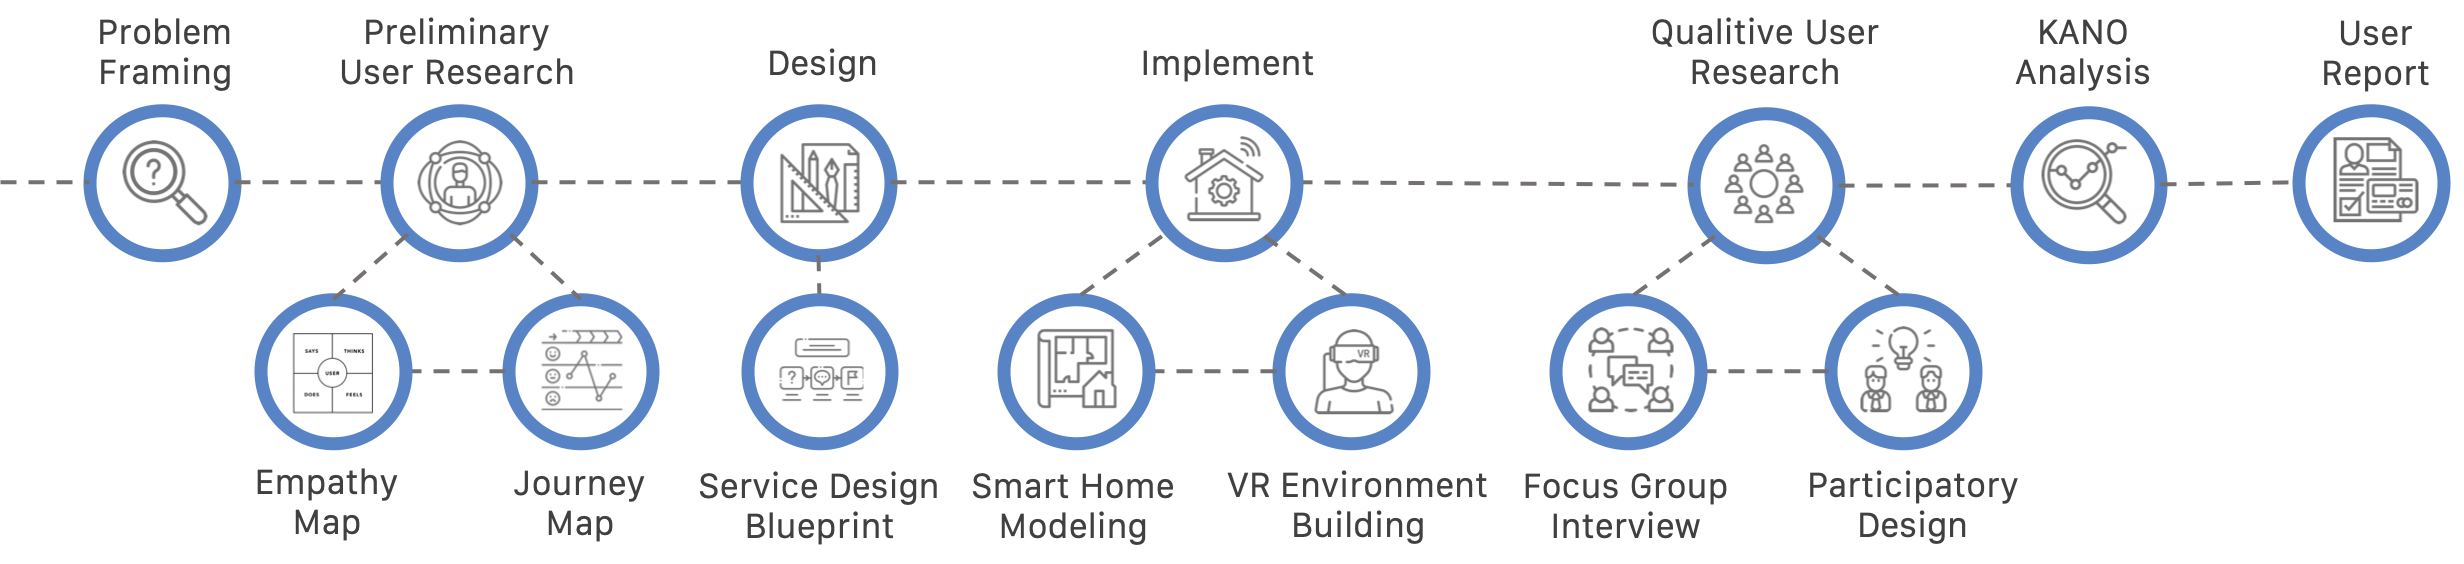 Problem
Framing
Preliminary
User Research
Design
Implement
Qualitive User
Research
KANO
Analysis
User
Report
?
SAYS
THINKS
USER
DOES
FEELS
?
VR
Empathy
Map
Journey
Map
Service Design
Blueprint
Smart Home
Modeling
VR Environment
Building
Focus Group
Interview
Participatory
Design